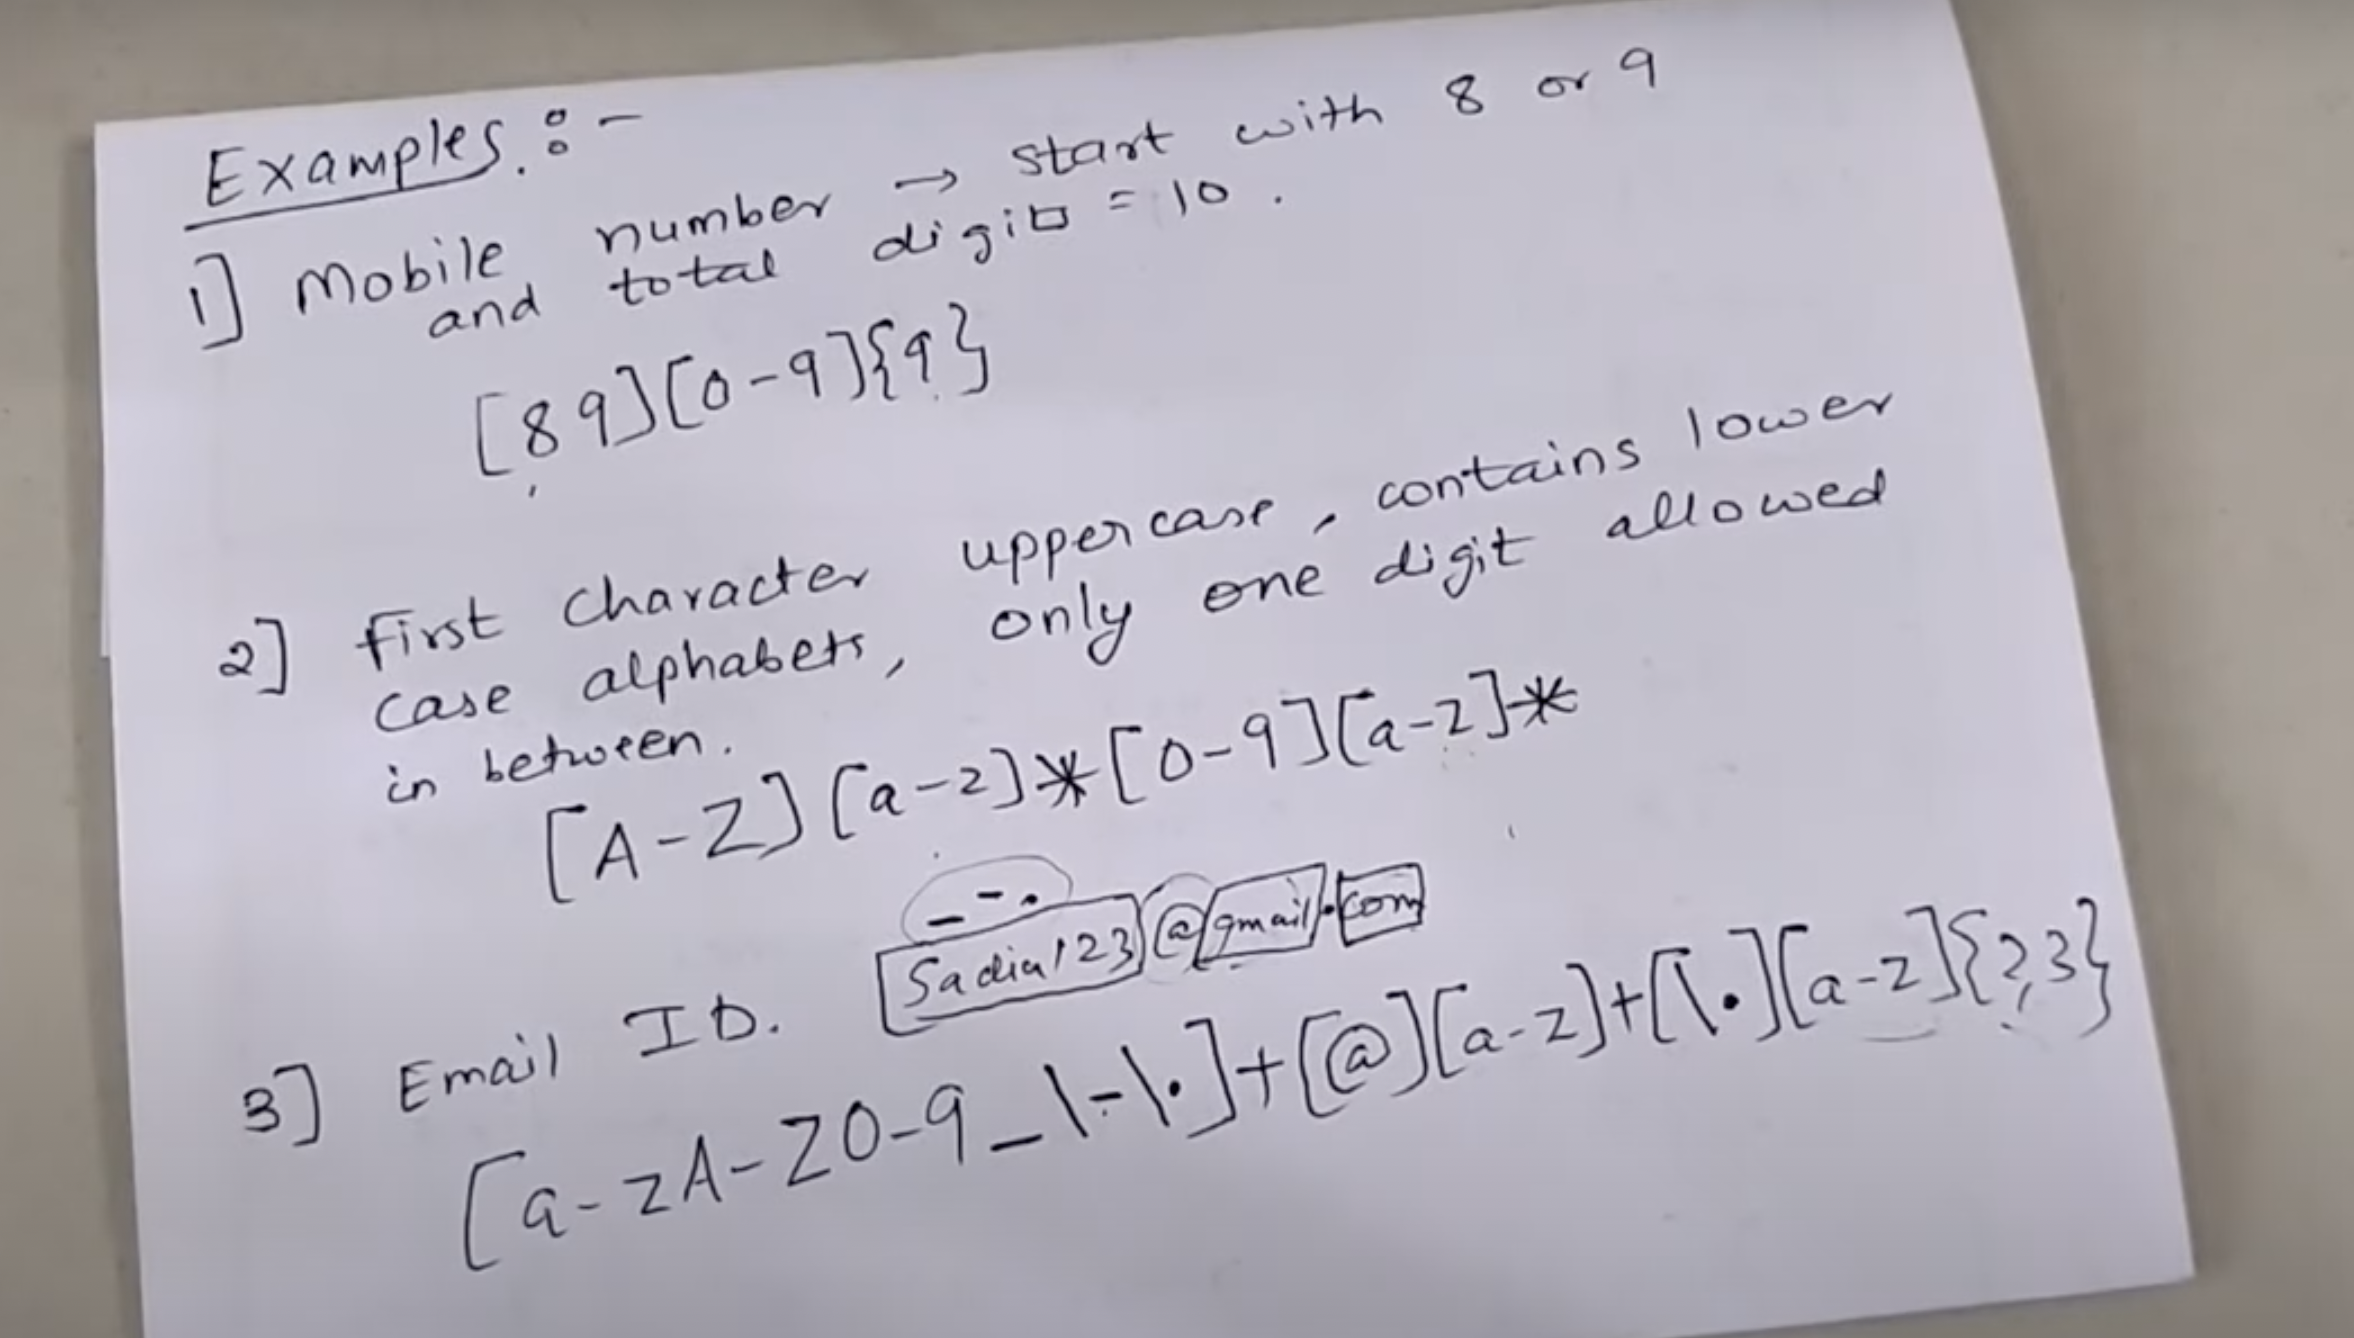 Examples. :-
1] Mobile number → start with 8 or 9
and total digits = 10.
[89][0-9]{9}
2] first character uppercase, contains lower
case alphabets, only one digit allowed
in between.
[A-Z][a-z]*[0-9][a-z]*
_ - .
3] Email ID. Sadia123@gmail.com
[a-zA-Z0-9_\-\.]+[@][a-z]+[\.][a-z]{2,3}